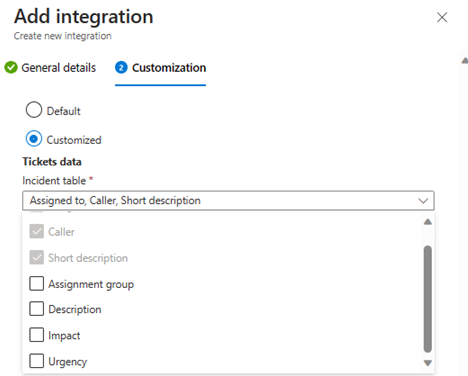 Add integration
Create new integration
General details
2 Customization
Default
Customized
Tickets data
Incident table *
Assigned to, Caller, Short description
Caller
Short description
Assignment group
Description
Impact
Urgency